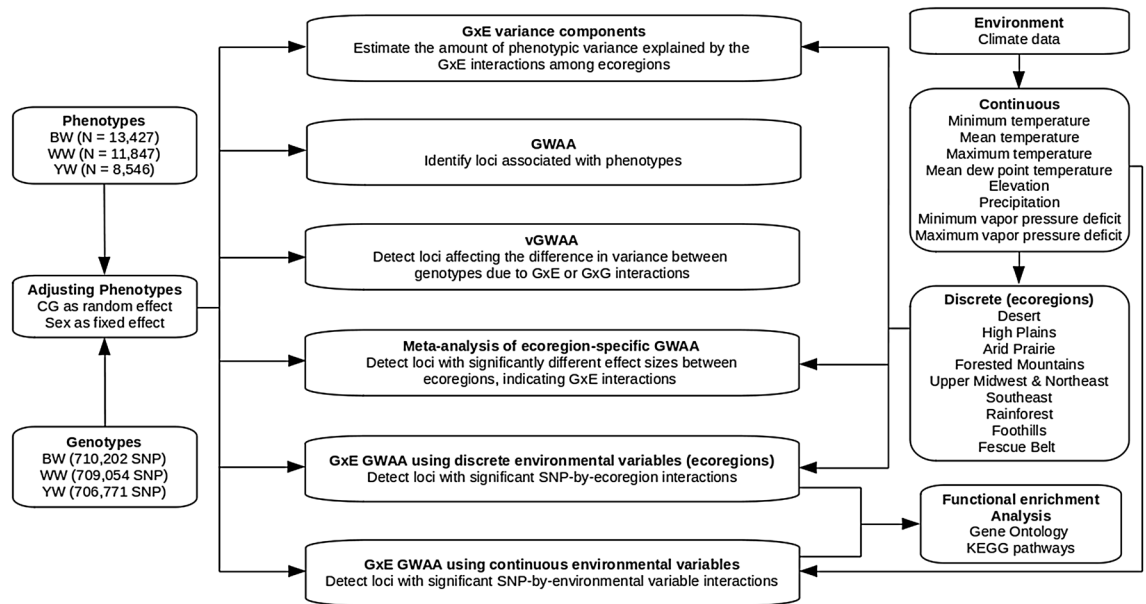 Phenotypes
BW (N = 13,427)
WW (N = 11,847)
YW (N = 8,546)
Adjusting Phenotypes
CG as random effect
Sex as fixed effect
Genotypes
BW (710,202 SNP)
WW (709,054 SNP)
YW (706,771 SNP)
GxE variance components
Estimate the amount of phenotypic variance explained by the
GxE interactions among ecoregions
GWAA
Identify loci associated with phenotypes
vGWAA
Detect loci affecting the difference in variance between
genotypes due to GxE or GxG interactions
Meta-analysis of ecoregion-specific GWAA
Detect loci with significantly different effect sizes between
ecoregions, indicating GxE interactions
GxE GWAA using discrete environmental variables (ecoregions)
Detect loci with significant SNP-by-ecoregion interactions
GxE GWAA using continuous environmental variables
Detect loci with significant SNP-by-environmental variable interactions
Environment
Climate data
Continuous
Minimum temperature
Mean temperature
Maximum temperature
Mean dew point temperature
Elevation
Precipitation
Minimum vapor pressure deficit
Maximum vapor pressure deficit
Discrete (ecoregions)
Desert
High Plains
Arid Prairie
Forested Mountains
Upper Midwest & Northeast
Southeast
Rainforest
Foothills
Fescue Belt
Functional enrichment
Analysis
Gene Ontology
KEGG pathways